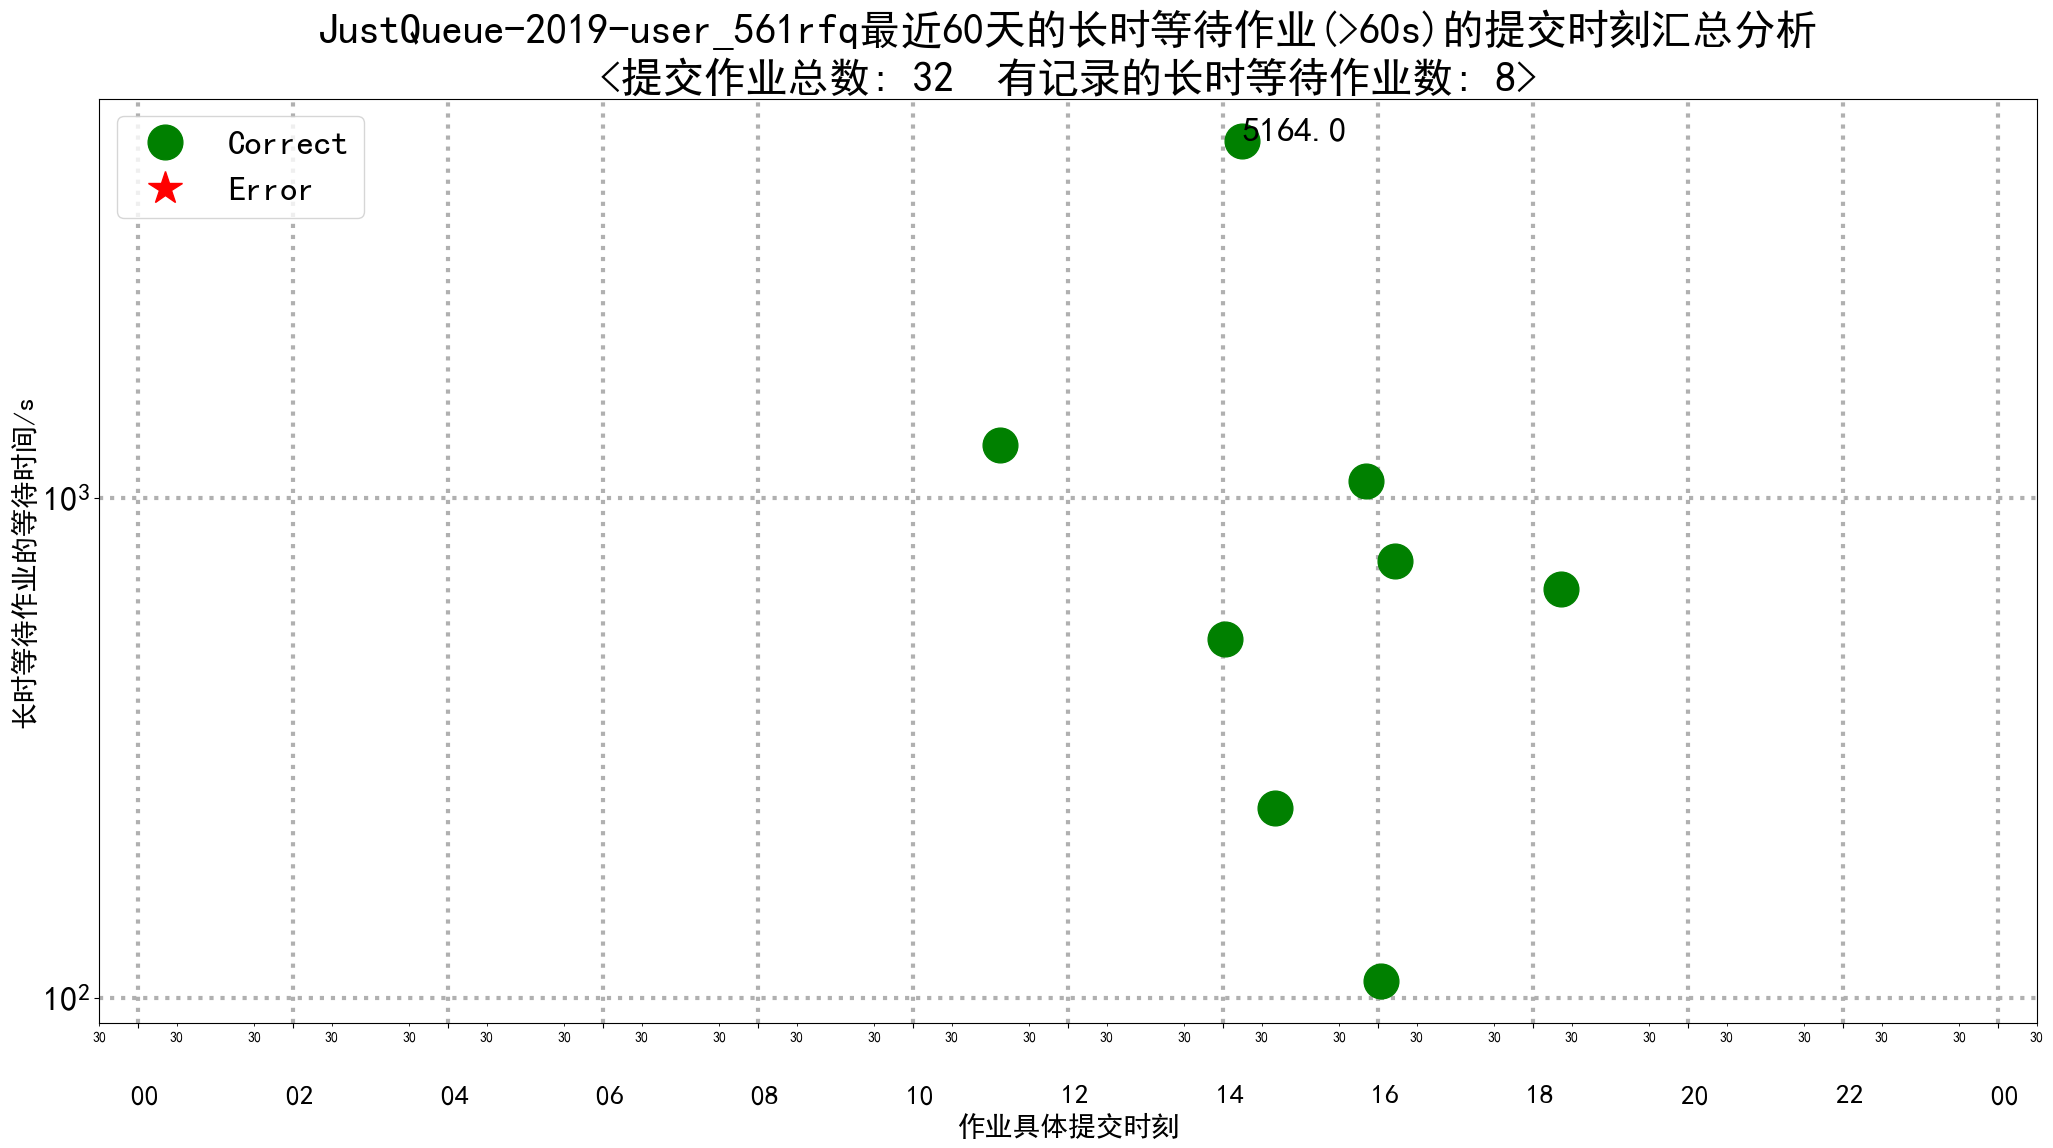 JustQueue-2019-user_561rfq最近60天的长时等待作业(>60s)的提交时刻汇总分析
<提交作业总数: 32  有记录的长时等待作业数: 8>
Correct
Error
5164.0
长时等待作业的等待时间/s
10³
10²
30 30 30 30 30 30 30 30 30 30 30 30 30 30 30 30 30 30 30 30 30 30 30 30 30 30
00 02 04 06 08 10 12 14 16 18 20 22 00
作业具体提交时刻